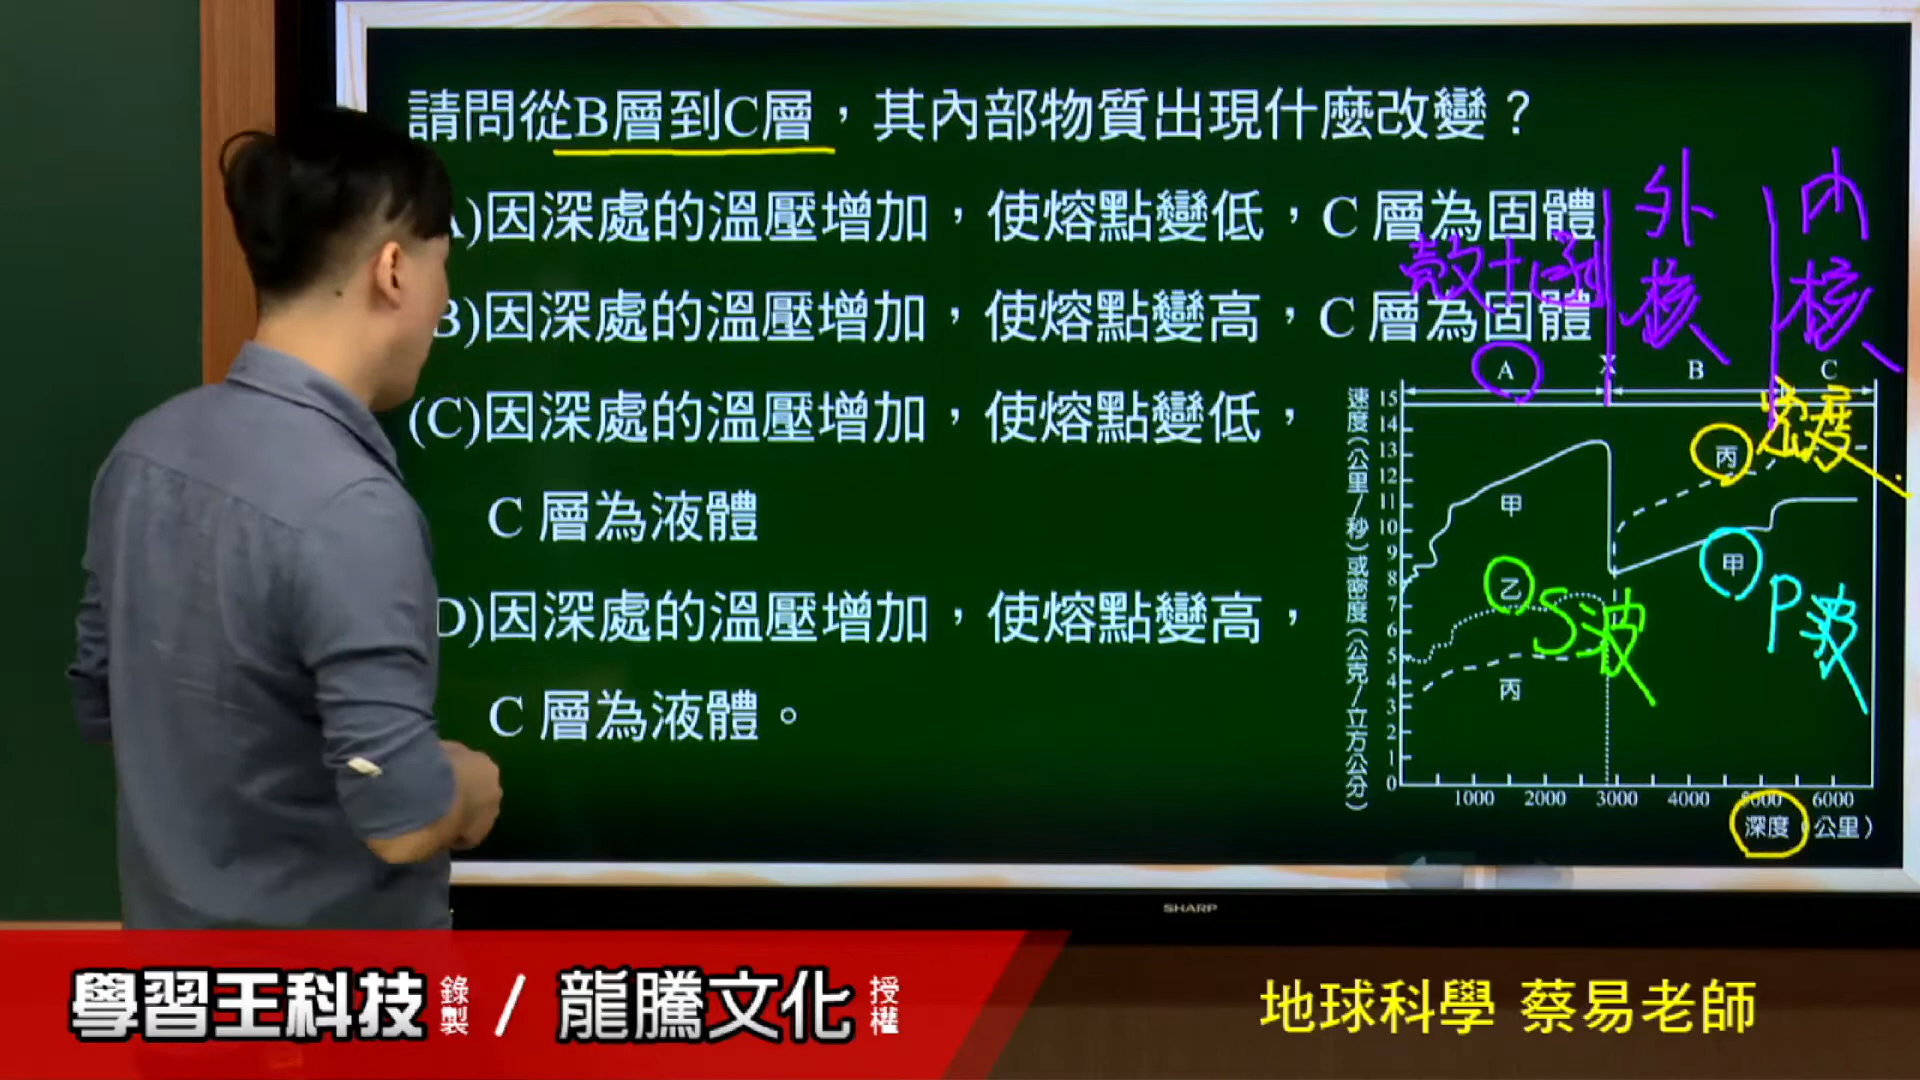 請問從B層到C層，其內部物質出現什麼改變？
A)因深處的溫壓增加，使熔點變低，C 層為固體
B)因深處的溫壓增加，使熔點變高，C 層為固體
(C)因深處的溫壓增加，使熔點變低，
C 層為液體
D)因深處的溫壓增加，使熔點變高，
C 層為液體。
殼+函
外核
內核
A
X
B
C
速度(公里/秒)或密度(公克/立方公分)
15
14
13
12
11
10
9
8
7
6
5
4
3
2
1
0
甲
乙
S波
丙
丙
密度
甲
P波
1000 2000 3000 4000 5000 6000
深度(公里)
SHARP
學習王科技 錄製 / 龍騰文化 授權
地球科學 蔡易老師